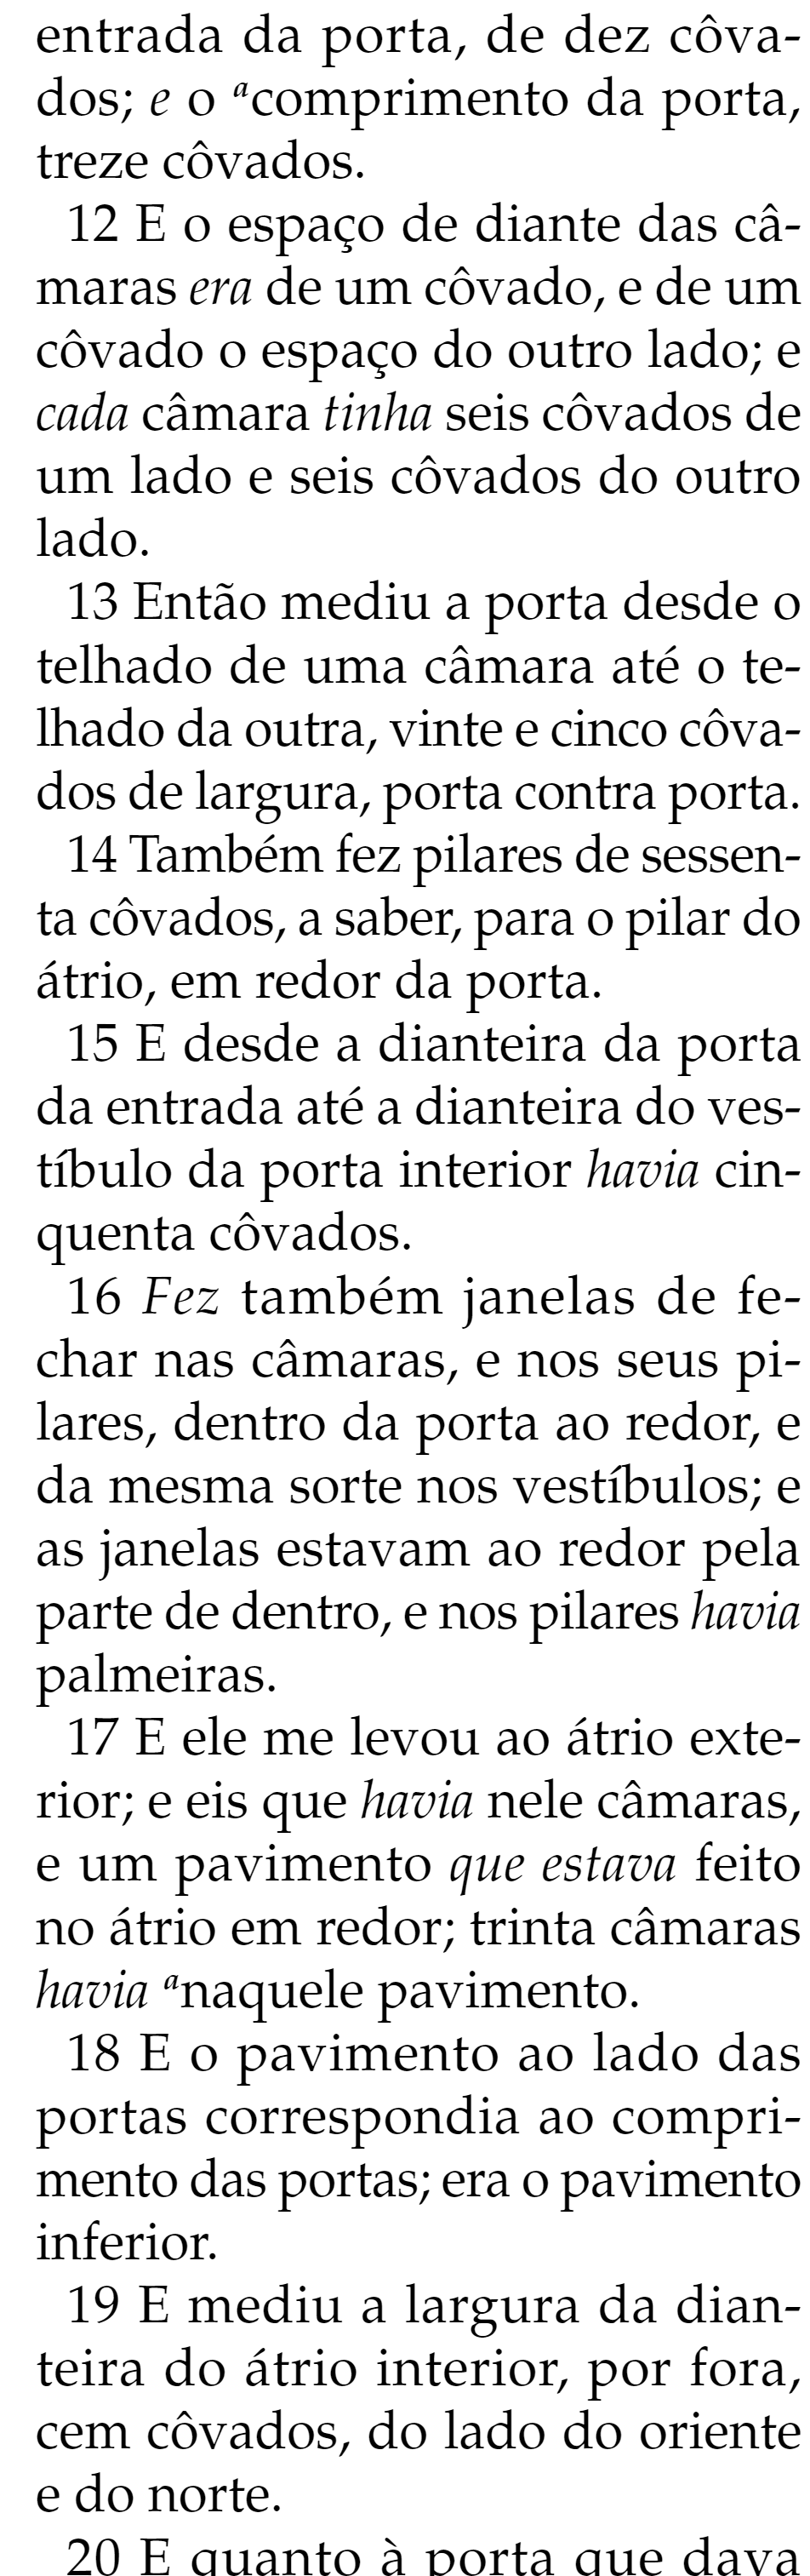 entrada da porta, de dez côva-
dos; e o ᵃcomprimento da porta,
treze côvados.
12 E o espaço de diante das câ-
maras era de um côvado, e de um
côvado o espaço do outro lado; e
cada câmara tinha seis côvados de
um lado e seis côvados do outro
lado.
13 Então mediu a porta desde o
telhado de uma câmara até o te-
lhado da outra, vinte e cinco côva-
dos de largura, porta contra porta.
14 Também fez pilares de sessen-
ta côvados, a saber, para o pilar do
átrio, em redor da porta.
15 E desde a dianteira da porta
da entrada até a dianteira do ves-
tíbulo da porta interior havia cin-
quenta côvados.
16 Fez também janelas de fe-
char nas câmaras, e nos seus pi-
lares, dentro da porta ao redor, e
da mesma sorte nos vestíbulos; e
as janelas estavam ao redor pela
parte de dentro, e nos pilares havia
palmeiras.
17 E ele me levou ao átrio exte-
rior; e eis que havia nele câmaras,
e um pavimento que estava feito
no átrio em redor; trinta câmaras
havia ᵃnaquele pavimento.
18 E o pavimento ao lado das
portas correspondia ao compri-
mento das portas; era o pavimento
inferior.
19 E mediu a largura da dian-
teira do átrio interior, por fora,
cem côvados, do lado do oriente
e do norte.
20 E quanto à porta que dava